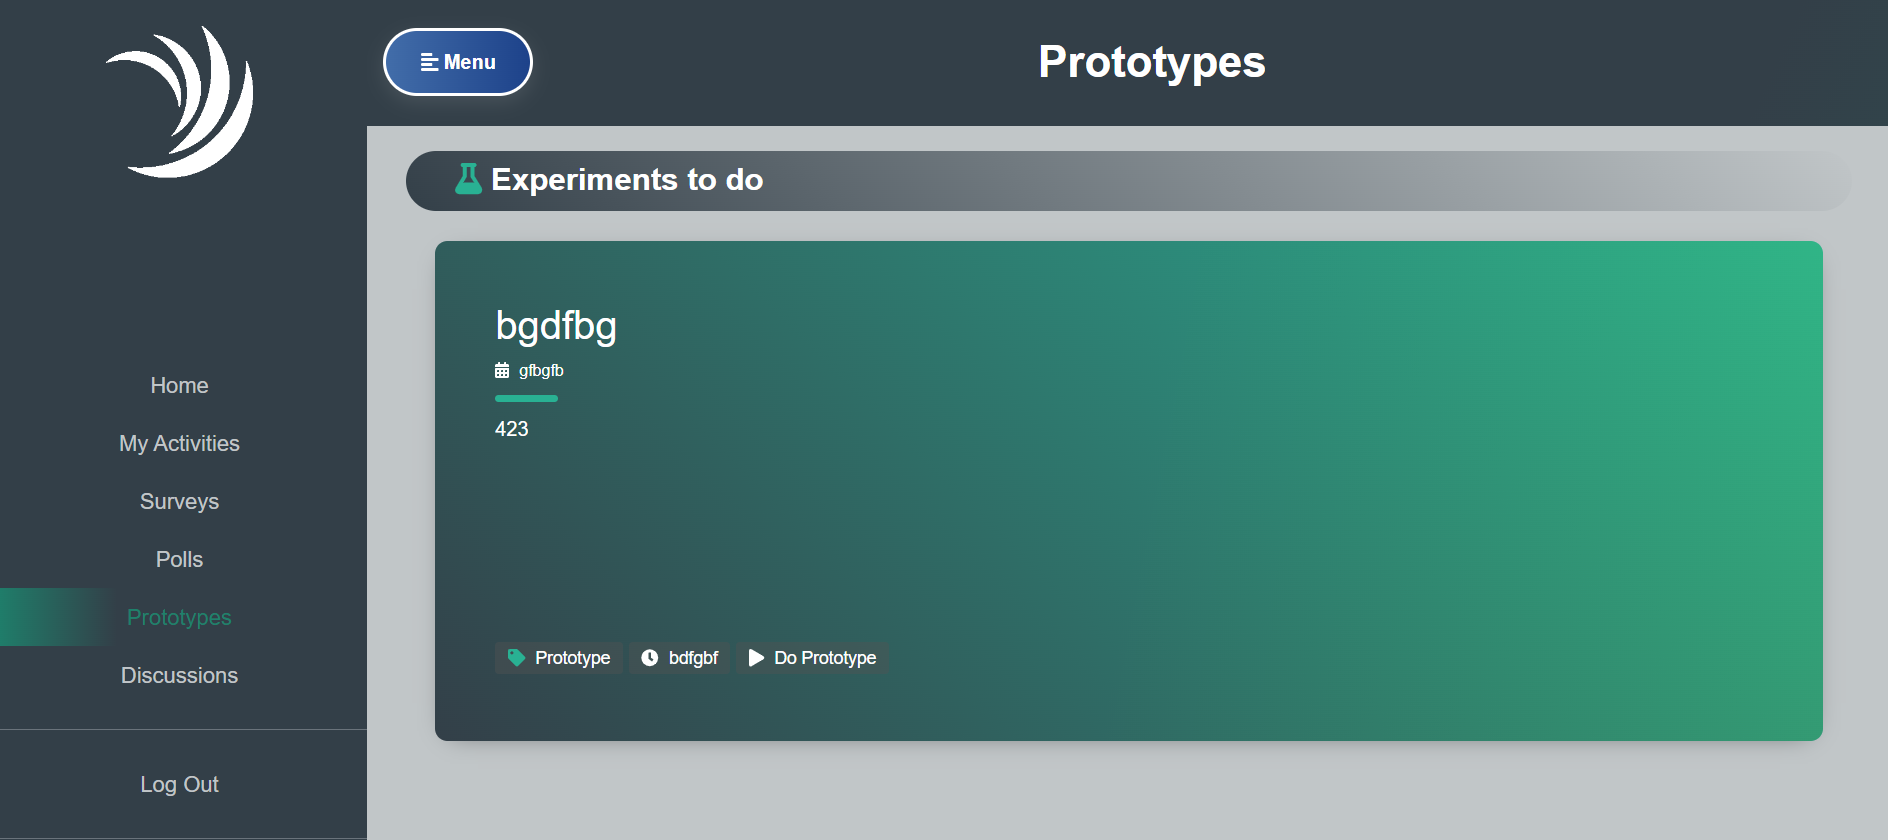 Menu
Prototypes
Experiments to do
bgdfbg
gfbgfb
423
Prototype
bdfgbf
Do Prototype
Home
My Activities
Surveys
Polls
Prototypes
Discussions
Log Out